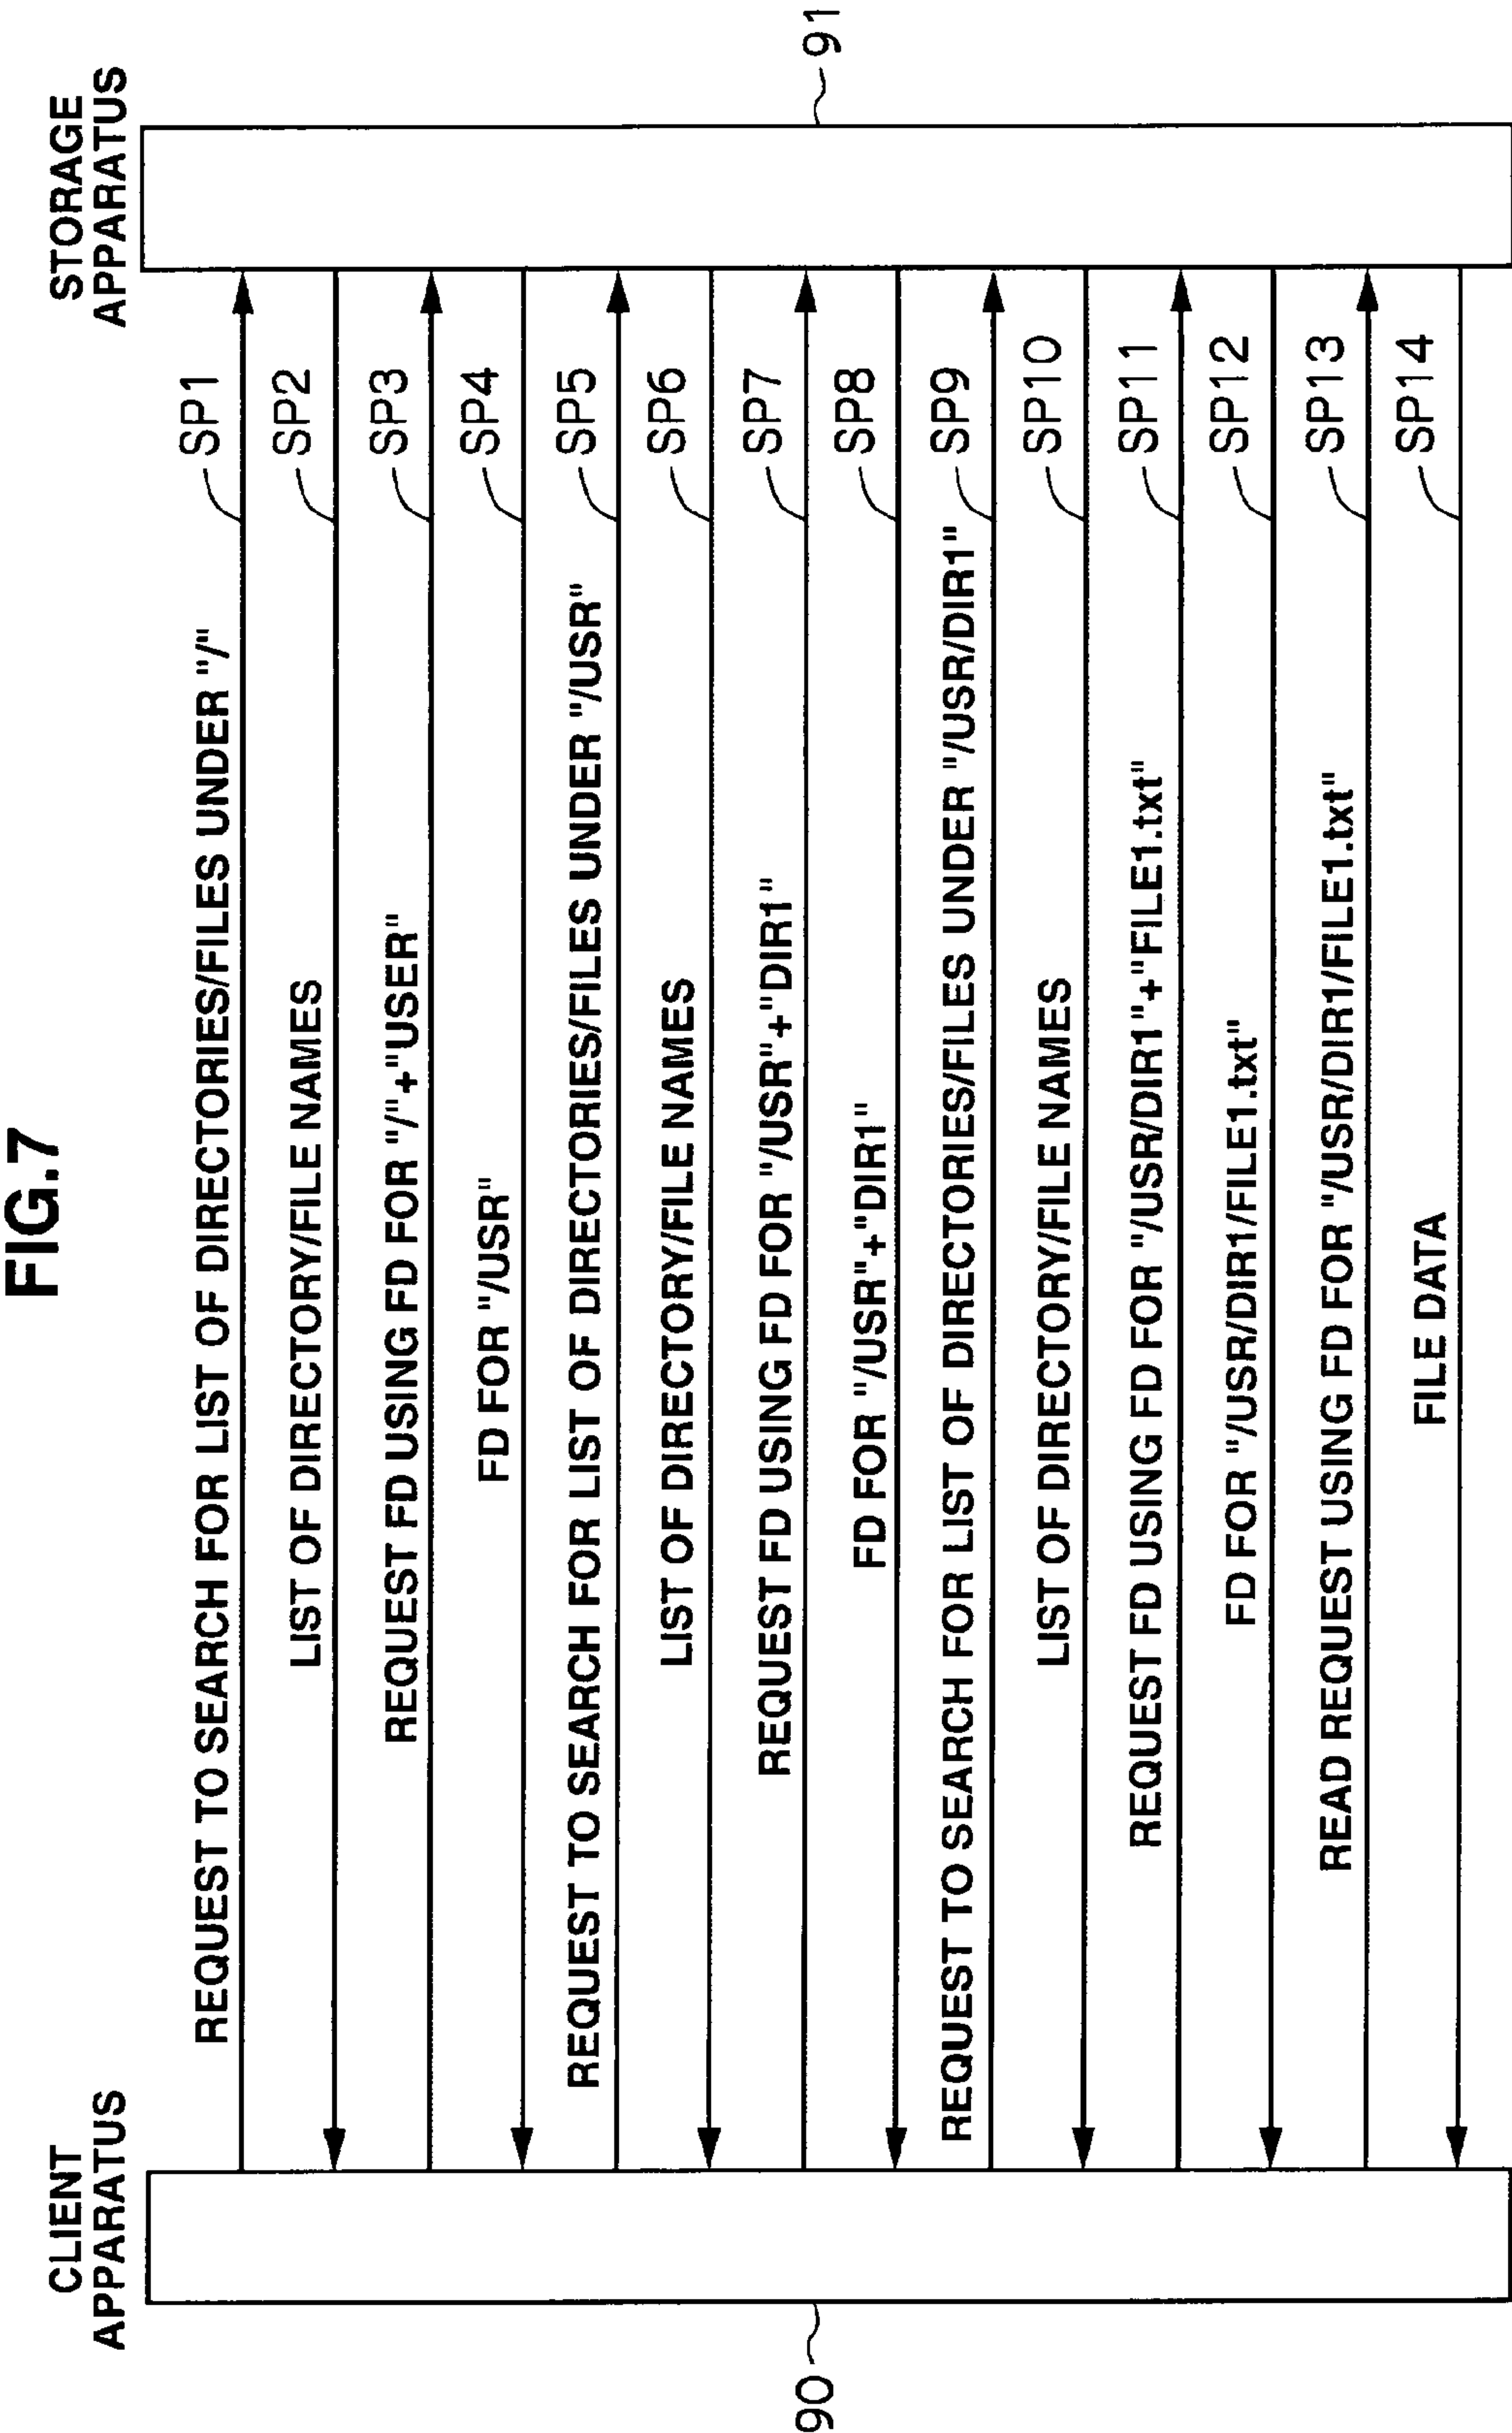 FIG.7
CLIENT
APPARATUS
STORAGE
APPARATUS
REQUEST TO SEARCH FOR LIST OF DIRECTORIES/FILES UNDER "/"
SP1
LIST OF DIRECTORY/FILE NAMES
SP2
REQUEST FD USING FD FOR "/"+"USER"
SP3
FD FOR "/USR"
SP4
REQUEST TO SEARCH FOR LIST OF DIRECTORIES/FILES UNDER "/USR"
SP5
LIST OF DIRECTORY/FILE NAMES
SP6
REQUEST FD USING FD FOR "/USR"+"DIR1"
SP7
FD FOR "/USR"+"DIR1"
SP8
REQUEST TO SEARCH FOR LIST OF DIRECTORIES/FILES UNDER "/USR/DIR1"
SP9
LIST OF DIRECTORY/FILE NAMES
SP10
REQUEST FD USING FD FOR "/USR/DIR1"+"FILE1.txt"
SP11
FD FOR "/USR/DIR1/FILE1.txt"
SP12
READ REQUEST USING FD FOR "/USR/DIR1/FILE1.txt"
SP13
FILE DATA
SP14
90
91